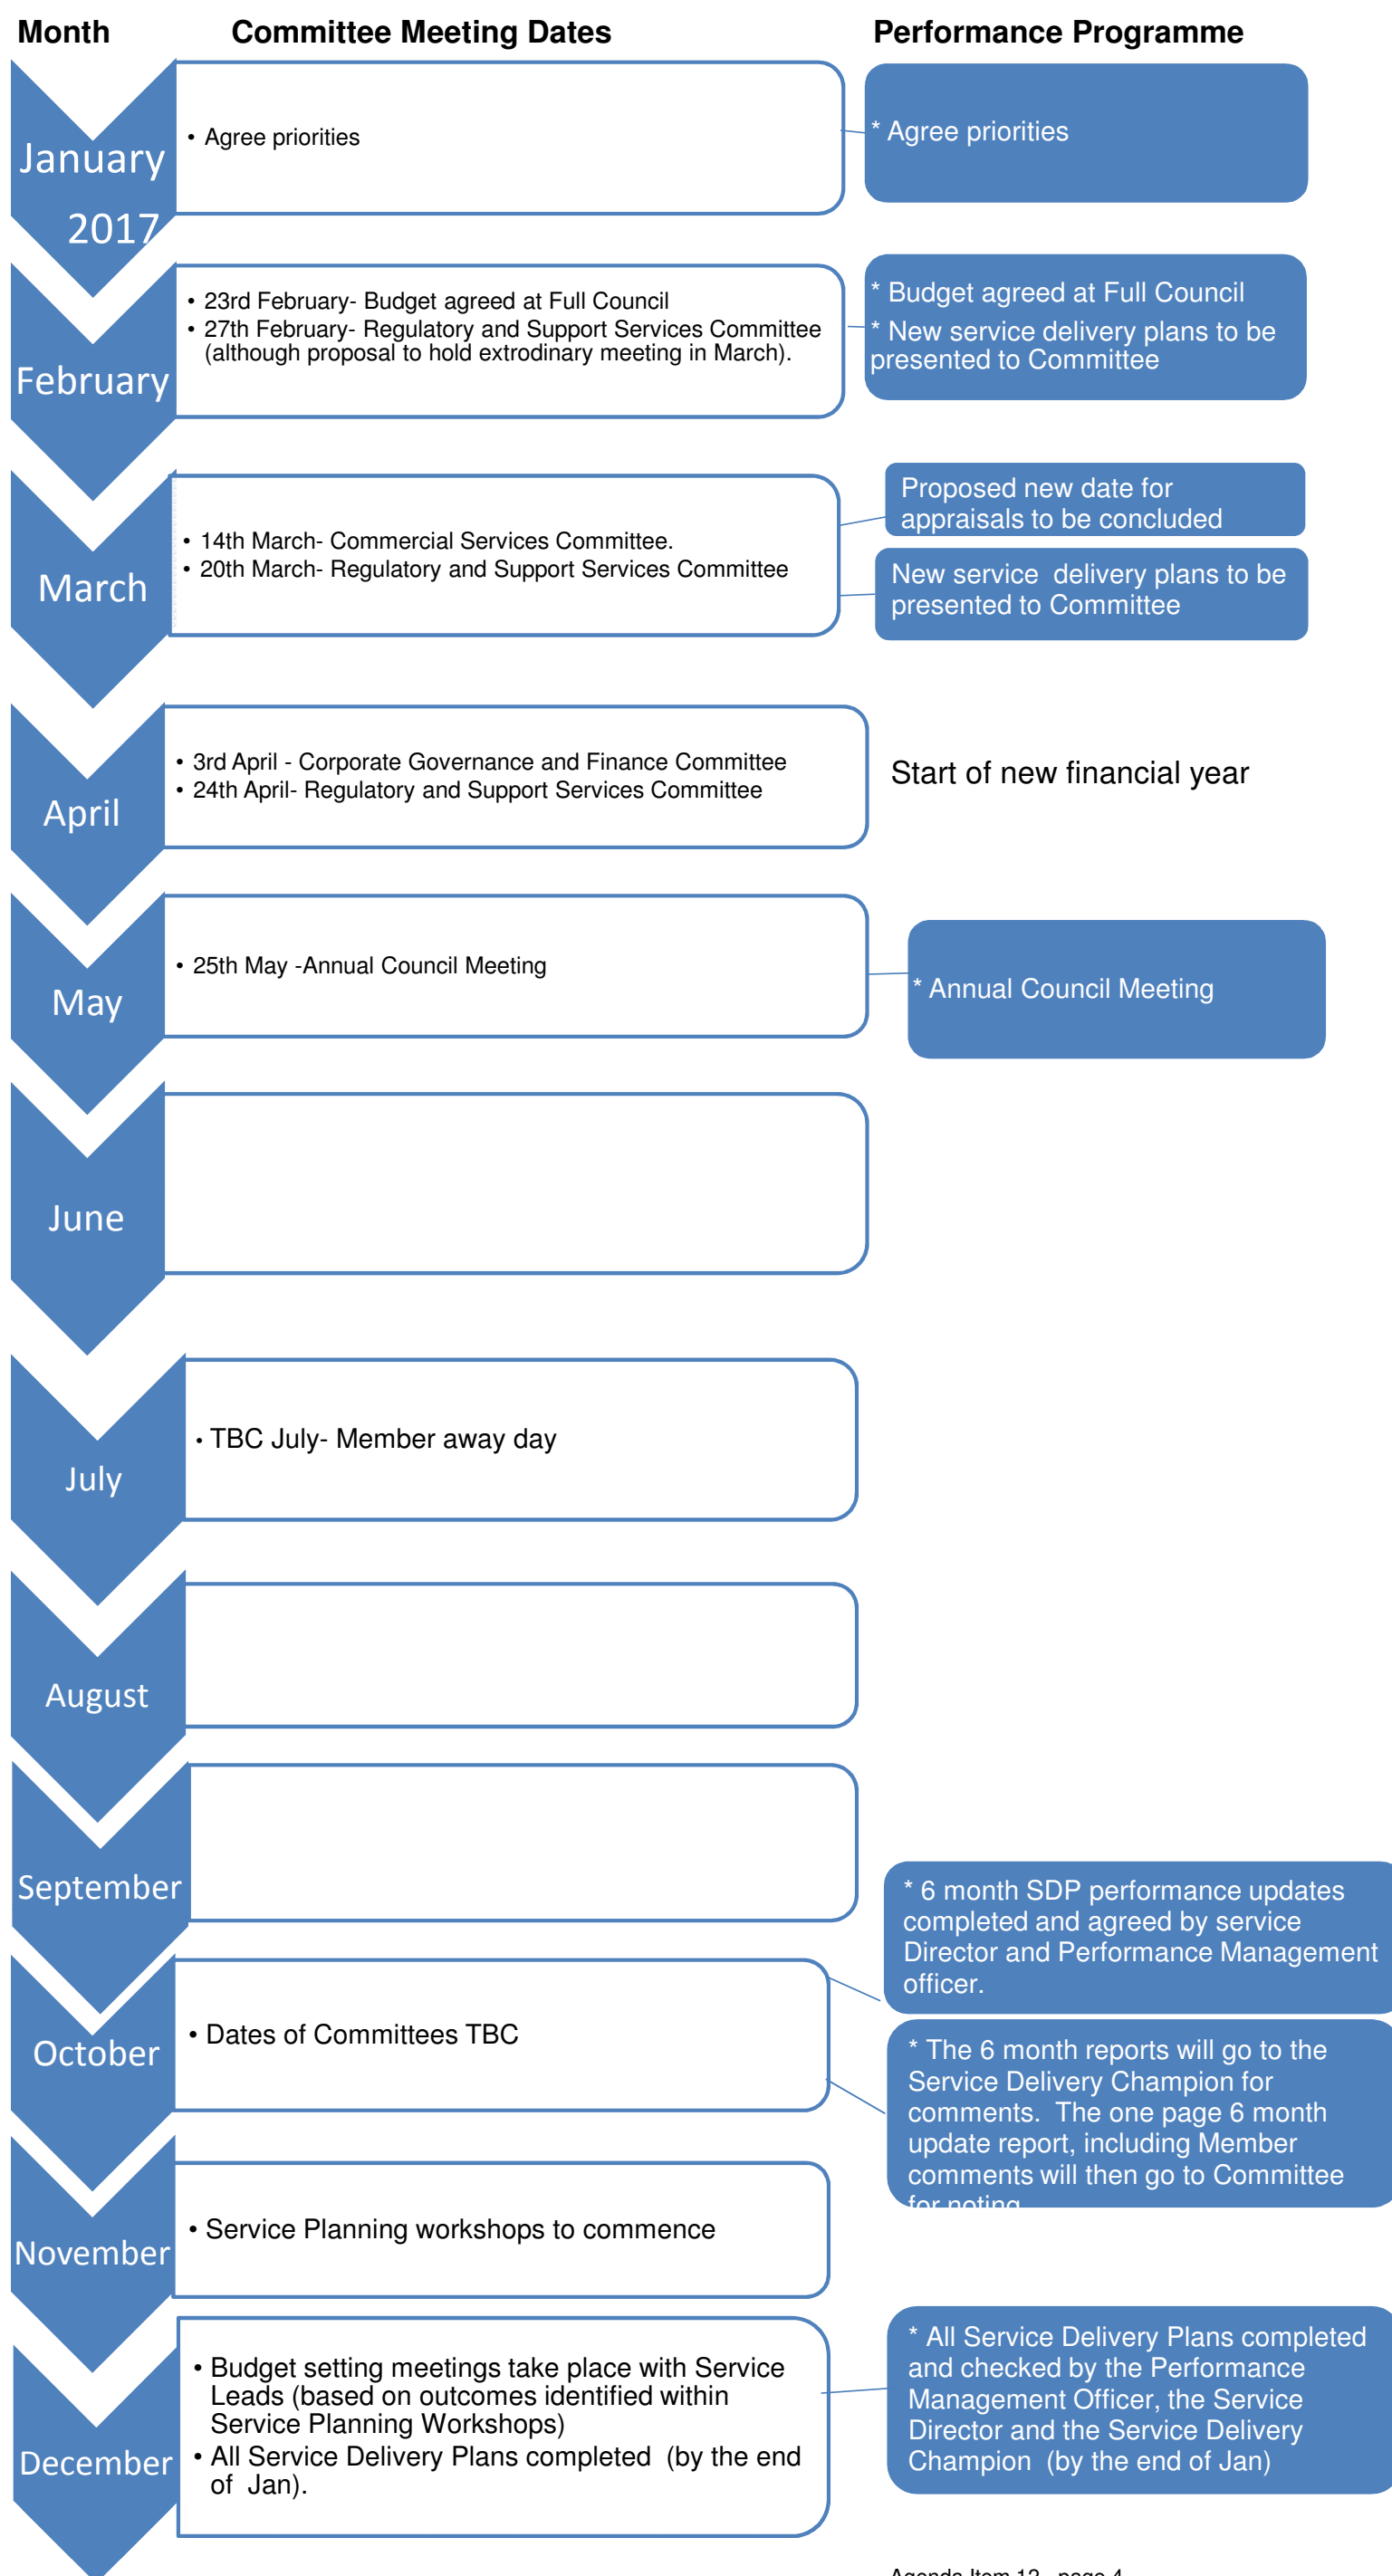 Month Committee Meeting Dates Performance Programme
January
2017
• Agree priorities
* Agree priorities
February
• 23rd February- Budget agreed at Full Council
• 27th February- Regulatory and Support Services Committee
(although proposal to hold extrodinary meeting in March).
* Budget agreed at Full Council
* New service delivery plans to be
presented to Committee
March
• 14th March- Commercial Services Committee.
• 20th March- Regulatory and Support Services Committee
Proposed new date for
appraisals to be concluded
New service delivery plans to be
presented to Committee
April
• 3rd April - Corporate Governance and Finance Committee
• 24th April- Regulatory and Support Services Committee
Start of new financial year
May
• 25th May -Annual Council Meeting
* Annual Council Meeting
June
July
• TBC July- Member away day
August
September
October
• Dates of Committees TBC
* 6 month SDP performance updates
completed and agreed by service
Director and Performance Management
officer.
* The 6 month reports will go to the
Service Delivery Champion for
comments. The one page 6 month
update report, including Member
comments will then go to Committee
for noting
November
• Service Planning workshops to commence
December
• Budget setting meetings take place with Service
Leads (based on outcomes identified within
Service Planning Workshops)
• All Service Delivery Plans completed (by the end
of Jan).
* All Service Delivery Plans completed
and checked by the Performance
Management Officer, the Service
Director and the Service Delivery
Champion (by the end of Jan)
Agenda Item 12 - page 4